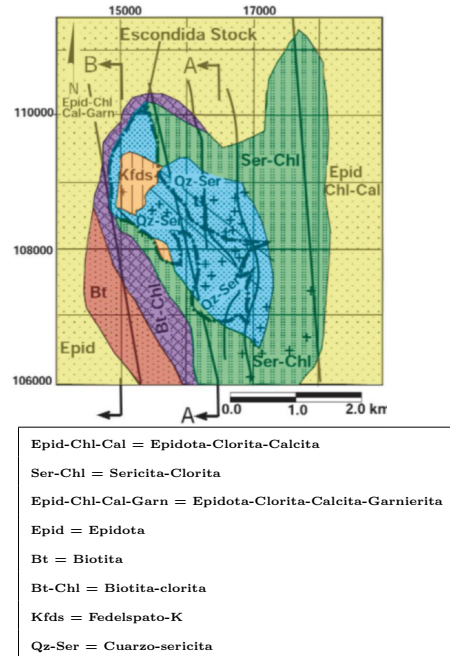 15000 17000
Escondida Stock
B A
N
Epid-Chl
Cal-Garn
110000
Ser-Chl
Kfds Qz-Ser
Epid
Chl-Cal
Qz-Ser
108000
Bt
Bt-Chl
Qz-Ser
Epid
Ser-Chl
106000
A
0.0 1.0 2.0 km
Epid-Chl-Cal = Epidota-Clorita-Calcita
Ser-Chl = Sericita-Clorita
Epid-Chl-Cal-Garn = Epidota-Clorita-Calcita-Garnierita
Epid = Epidota
Bt = Biotita
Bt-Chl = Biotita-clorita
Kfds = Fedelspato-K
Qz-Ser = Cuarzo-sericita